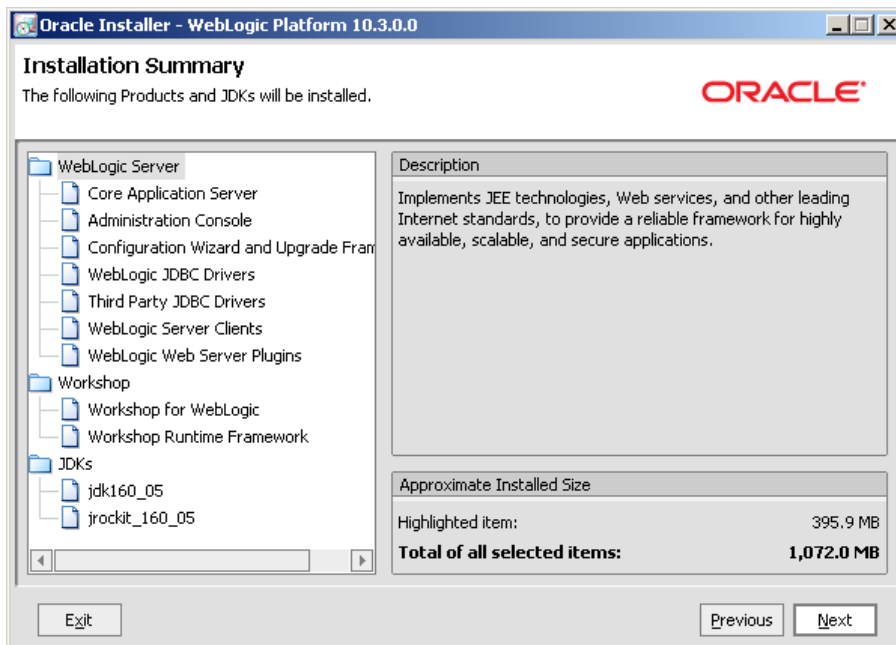 Oracle Installer - WebLogic Platform 10.3.0.0
Installation Summary
The following Products and JDKs will be installed.
ORACLE
WebLogic Server
Core Application Server
Administration Console
Configuration Wizard and Upgrade Fram
WebLogic JDBC Drivers
Third Party JDBC Drivers
WebLogic Server Clients
WebLogic Web Server Plugins
Workshop
Workshop for WebLogic
Workshop Runtime Framework
JDKs
jdk160_05
jrockit_160_05
Description
Implements JEE technologies, Web services, and other leading
Internet standards, to provide a reliable framework for highly
available, scalable, and secure applications.
Approximate Installed Size
Highlighted item: 395.9 MB
Total of all selected items: 1,072.0 MB
Exit
Previous
Next